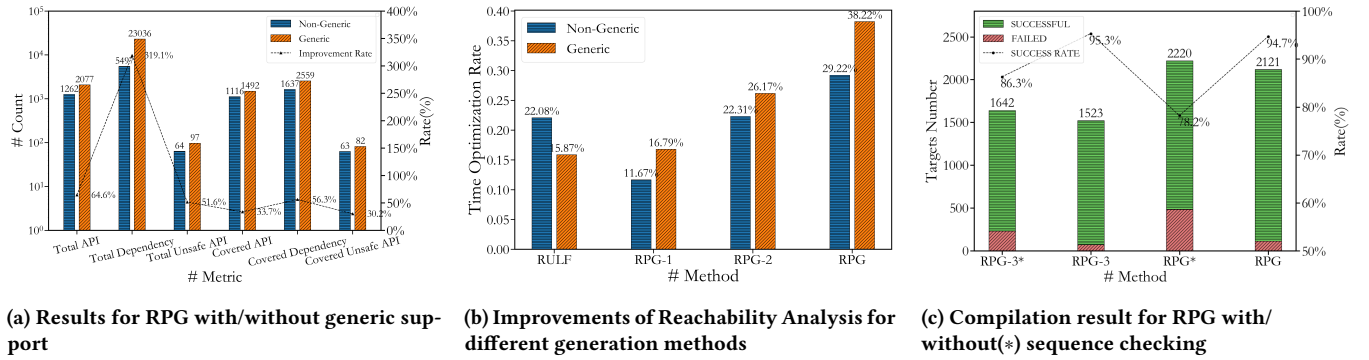 10⁵
10⁴
10³
10²
10¹
10⁰
# Count
Non-Generic
Generic
Improvement Rate
1262
2077
5495
23036
319.1%
64
97
1116
1492
1637
2559
63
82
64.6%
51.6%
33.7%
56.3%
30.2%
400%
350%
300%
250%
200%
150%
100%
50%
0%
Rate(%)
Total API
Total Dependency
Total Unsafe API
Covered API
Covered Dependency
Covered Unsafe API
# Metric
(a) Results for RPG with/without generic sup-
port
0.40
0.35
0.30
0.25
0.20
0.15
0.10
0.05
0.00
Time Optimization Rate
Non-Generic
Generic
22.08%
15.87%
11.67%
16.79%
22.31%
26.17%
29.22%
38.22%
RULF
RPG-1
RPG-2
RPG
# Method
(b) Improvements of Reachability Analysis for
different generation methods
2500
2000
1500
1000
500
0
Targets Number
SUCCESSFUL
FAILED
SUCCESS RATE
86.3%
95.3%
78.2%
94.7%
1642
1523
2220
2121
100%
90%
80%
70%
60%
50%
Rate(%)
RPG-3*
RPG-3
RPG*
RPG
# Method
(c) Compilation result for RPG with/
without(*) sequence checking